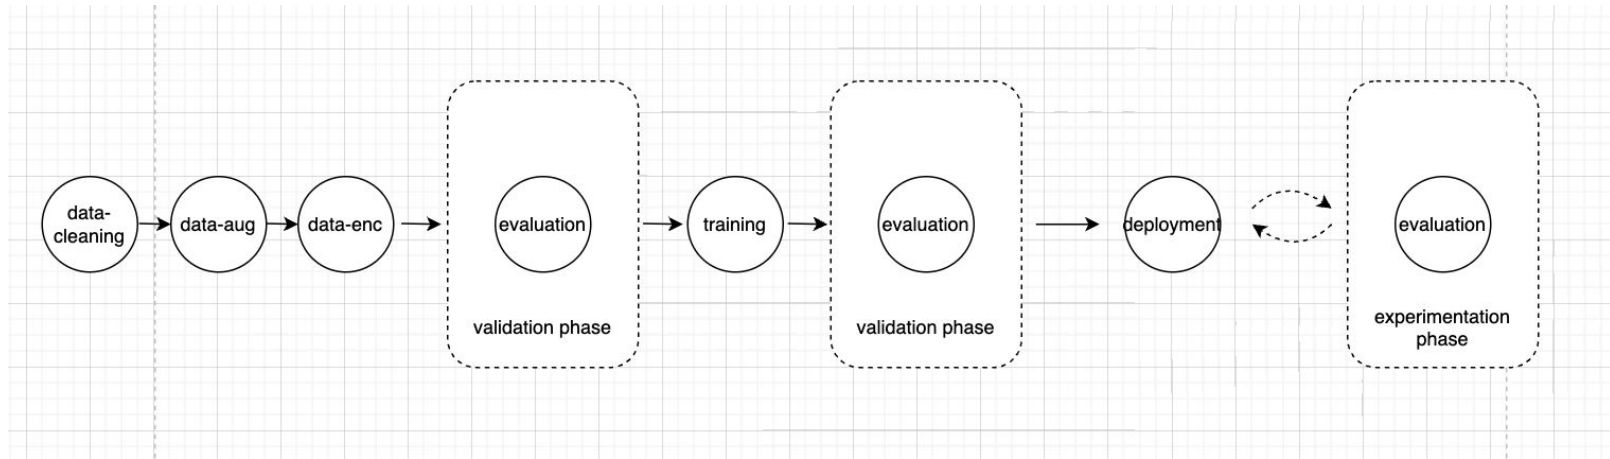 data-
cleaning
data-aug
data-enc
evaluation
validation phase
training
evaluation
validation phase
deployment
evaluation
experimentation
phase